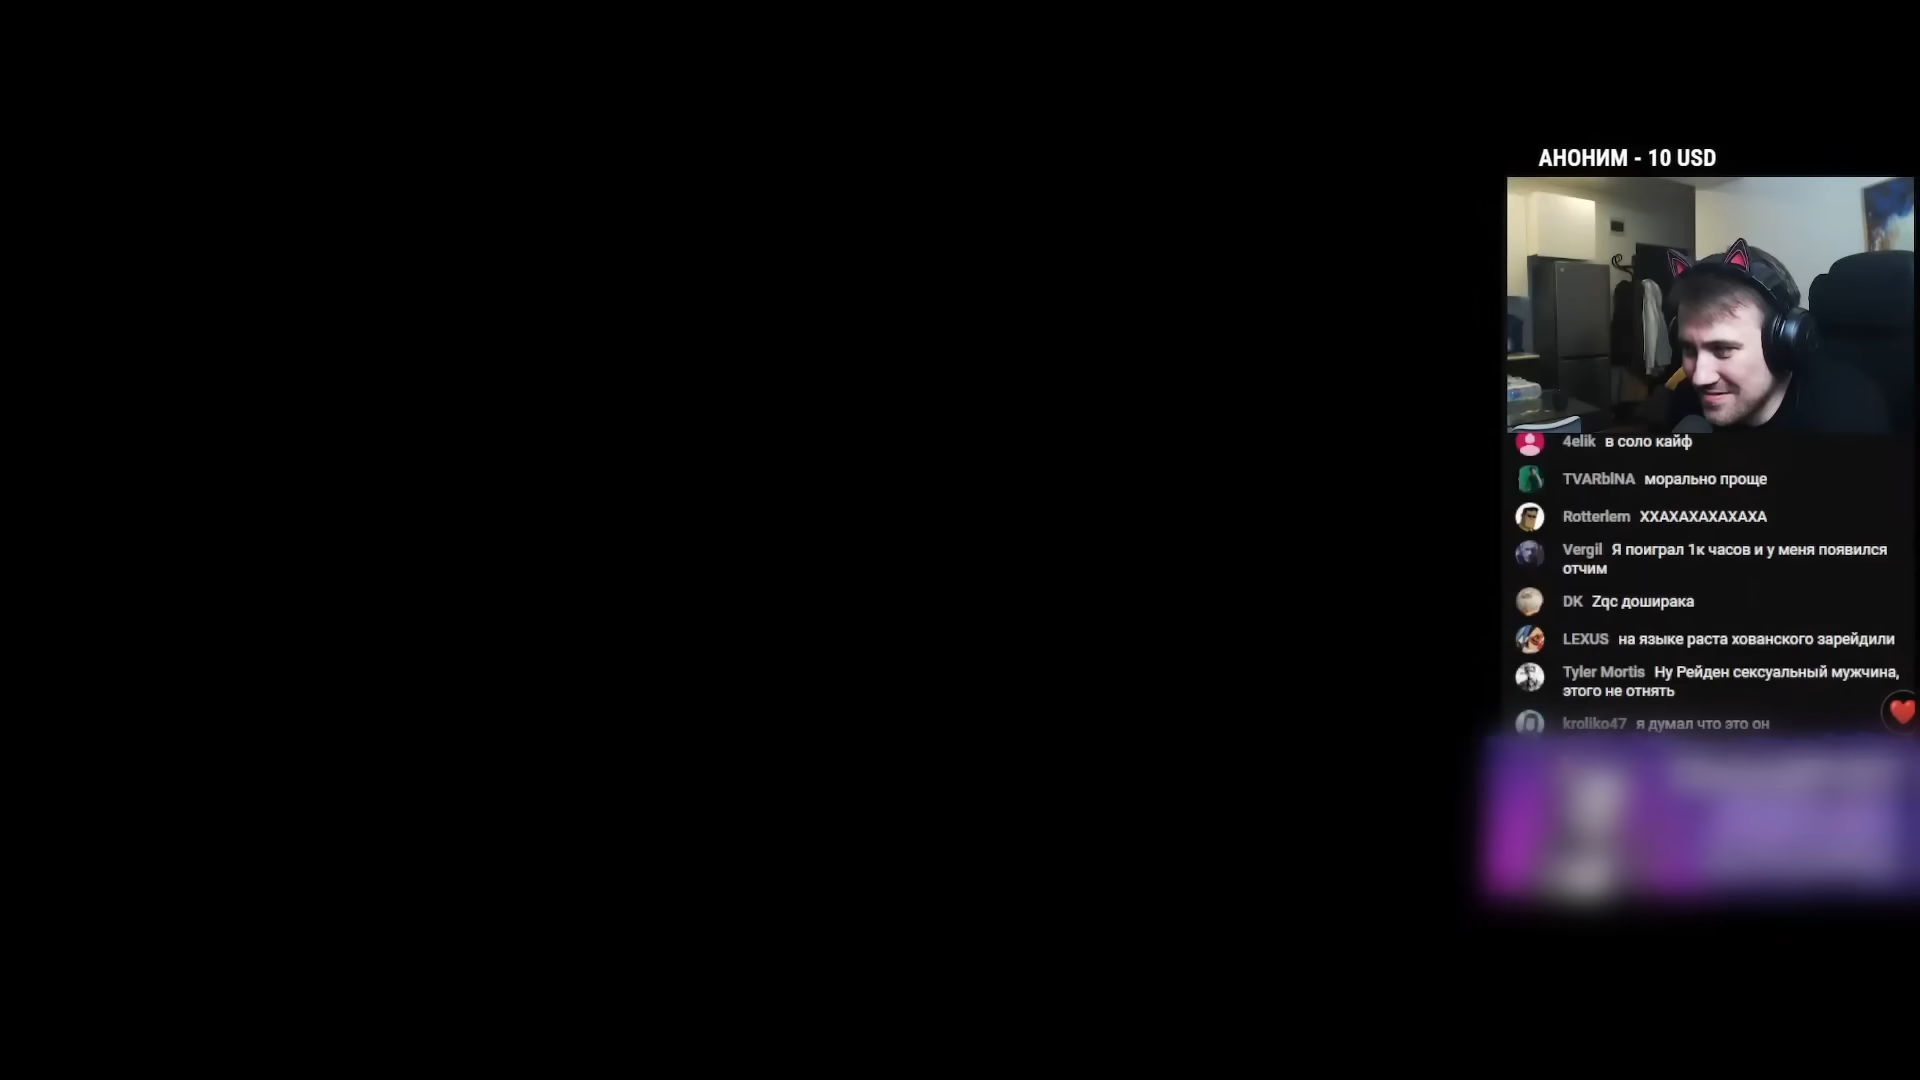 АНОНИМ - 10 USD
4elik в соло кайф
TVARblNA морально проще
Rotterlem ХХАХАХАХАХАХА
Vergil Я поиграл 1к часов и у меня появился
отчим
DK Zqc доширака
LEXUS на языке раста хованского зарейдили
Tyler Mortis Ну Рейден сексуальный мужчина,
этого не отнять
kroliko47 я думал что это он